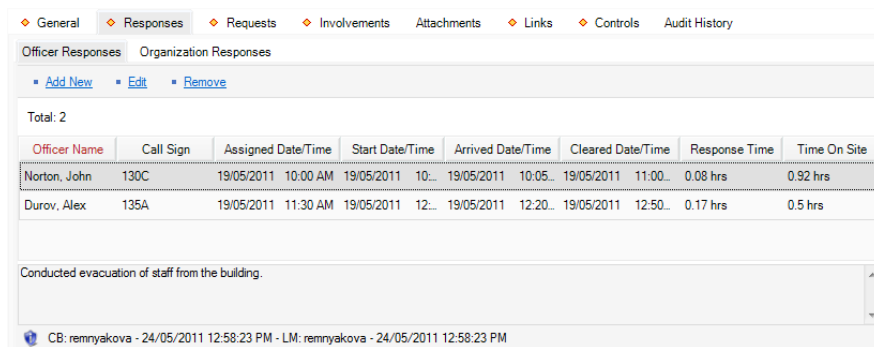 General Responses Requests Involvements Attachments Links Controls Audit History
Officer Responses Organization Responses
Add New Edit Remove
Total: 2
Officer Name Call Sign Assigned Date/Time Start Date/Time Arrived Date/Time Cleared Date/Time Response Time Time On Site
Norton, John 130C 19/05/2011 10:00 AM 19/05/2011 10:... 19/05/2011 10:05... 19/05/2011 11:00... 0.08 hrs 0.92 hrs
Durov, Alex 135A 19/05/2011 11:30 AM 19/05/2011 12:... 19/05/2011 12:20... 19/05/2011 12:50... 0.17 hrs 0.5 hrs
Conducted evacuation of staff from the building.
CB: remnyakova - 24/05/2011 12:58:23 PM - LM: remnyakova - 24/05/2011 12:58:23 PM